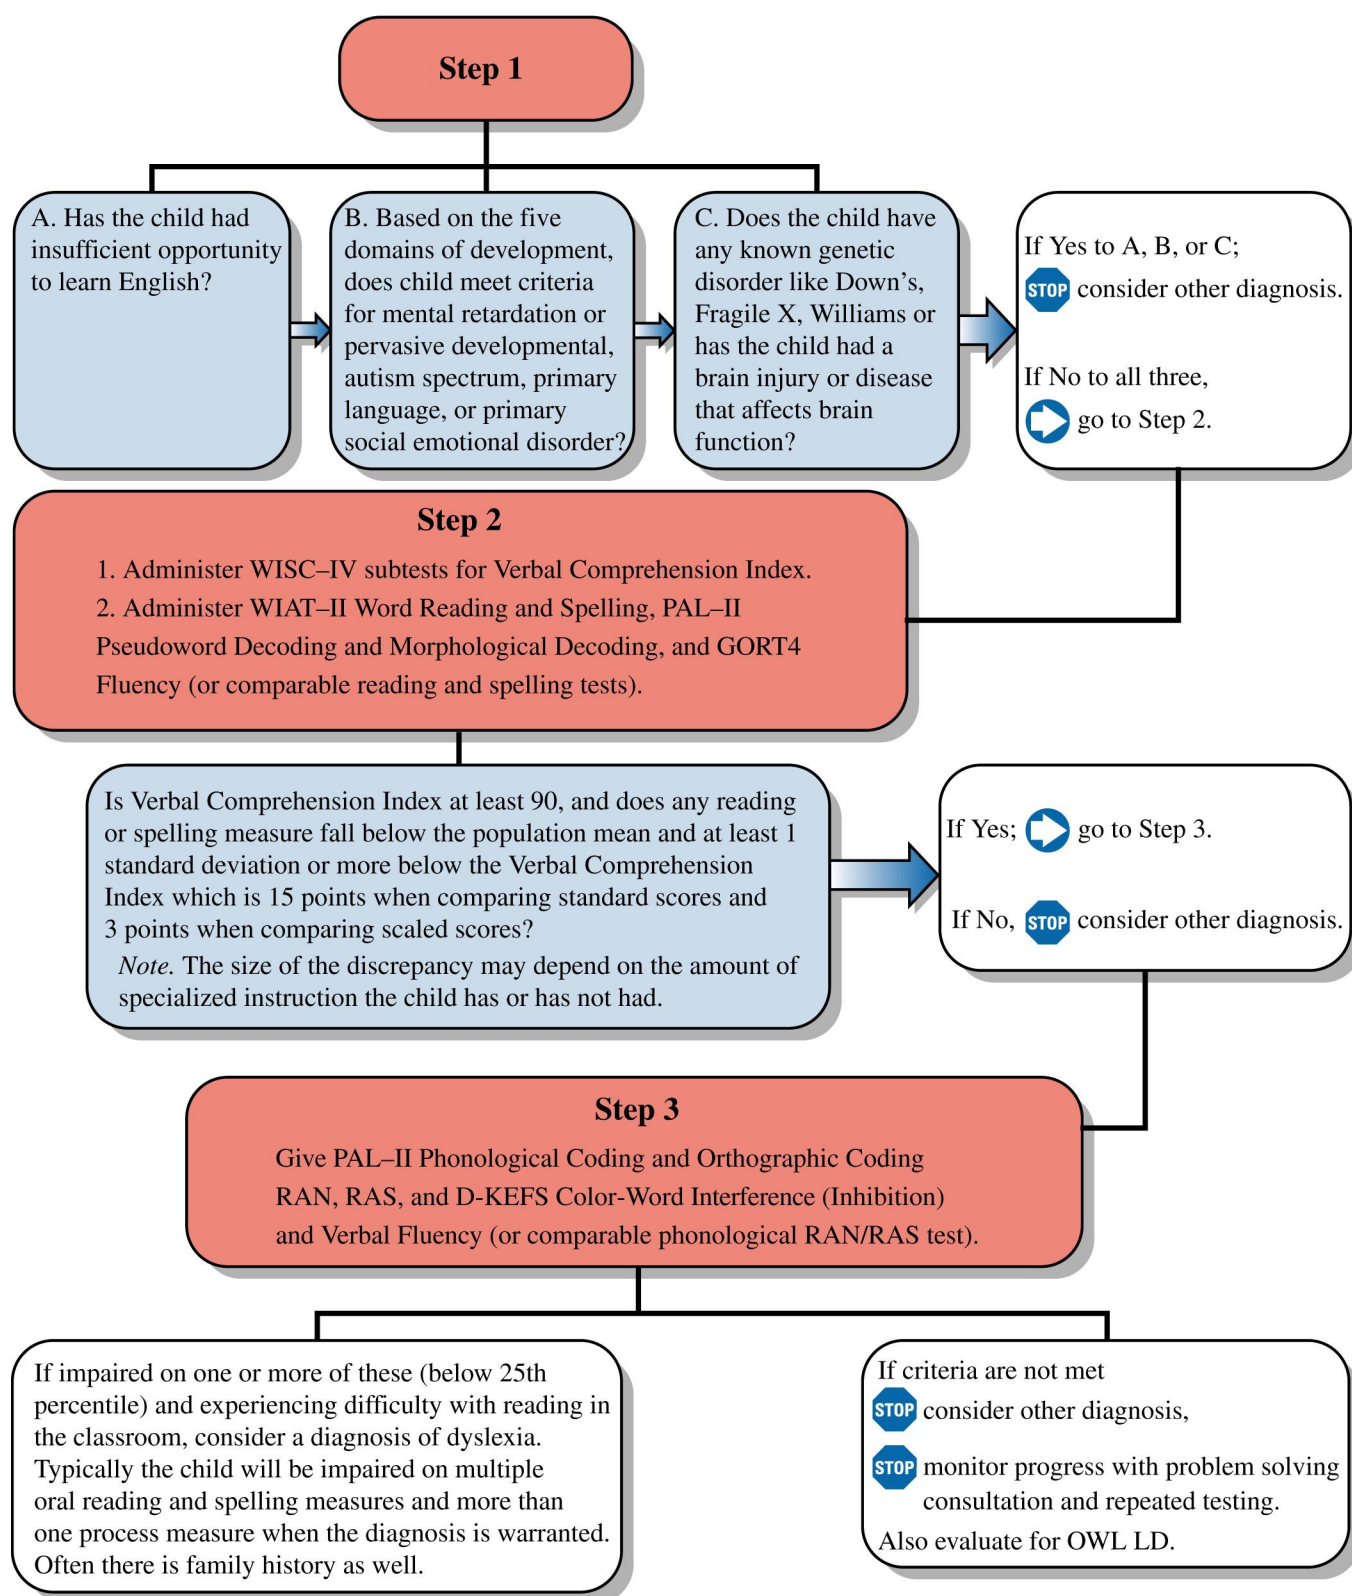 Step 1
A. Has the child had
insufficient opportunity
to learn English?
B. Based on the five
domains of development,
does child meet criteria
for mental retardation or
pervasive developmental,
autism spectrum, primary
language, or primary
social emotional disorder?
C. Does the child have
any known genetic
disorder like Down's,
Fragile X, Williams or
has the child had a
brain injury or disease
that affects brain
function?
If Yes to A, B, or C;
STOP consider other diagnosis.
If No to all three,
go to Step 2.
Step 2
1. Administer WISC–IV subtests for Verbal Comprehension Index.
2. Administer WIAT–II Word Reading and Spelling, PAL–II
Pseudoword Decoding and Morphological Decoding, and GORT4
Fluency (or comparable reading and spelling tests).
Is Verbal Comprehension Index at least 90, and does any reading
or spelling measure fall below the population mean and at least 1
standard deviation or more below the Verbal Comprehension
Index which is 15 points when comparing standard scores and
3 points when comparing scaled scores?
Note. The size of the discrepancy may depend on the amount of
specialized instruction the child has or has not had.
If Yes; go to Step 3.
If No, STOP consider other diagnosis.
Step 3
Give PAL–II Phonological Coding and Orthographic Coding
RAN, RAS, and D-KEFS Color-Word Interference (Inhibition)
and Verbal Fluency (or comparable phonological RAN/RAS test).
If impaired on one or more of these (below 25th
percentile) and experiencing difficulty with reading in
the classroom, consider a diagnosis of dyslexia.
Typically the child will be impaired on multiple
oral reading and spelling measures and more than
one process measure when the diagnosis is warranted.
Often there is family history as well.
If criteria are not met
STOP consider other diagnosis,
STOP monitor progress with problem solving
consultation and repeated testing.
Also evaluate for OWL LD.